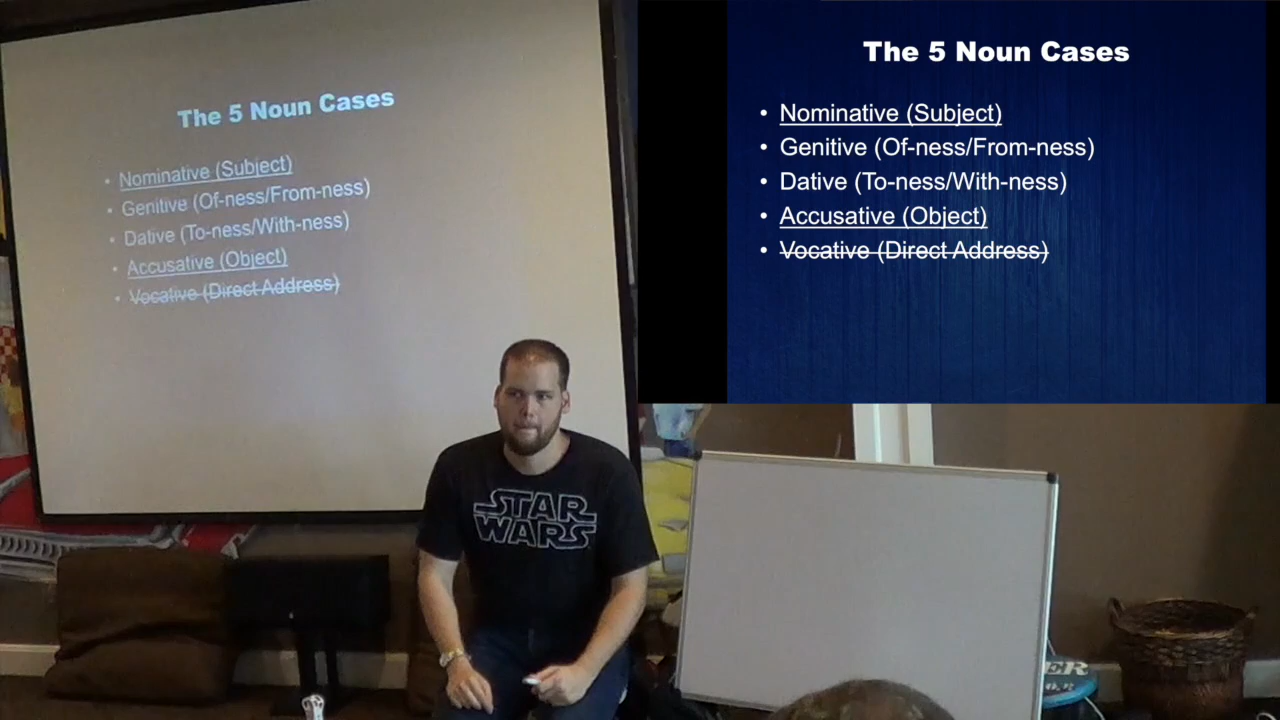 The 5 Noun Cases
• Nominative (Subject)
• Genitive (Of-ness/From-ness)
• Dative (To-ness/With-ness)
• Accusative (Object)
• Vocative (Direct Address)
The 5 Noun Cases
• Nominative (Subject)
• Genitive (Of-ness/From-ness)
• Dative (To-ness/With-ness)
• Accusative (Object)
• Vocative (Direct Address)
STAR
WARS